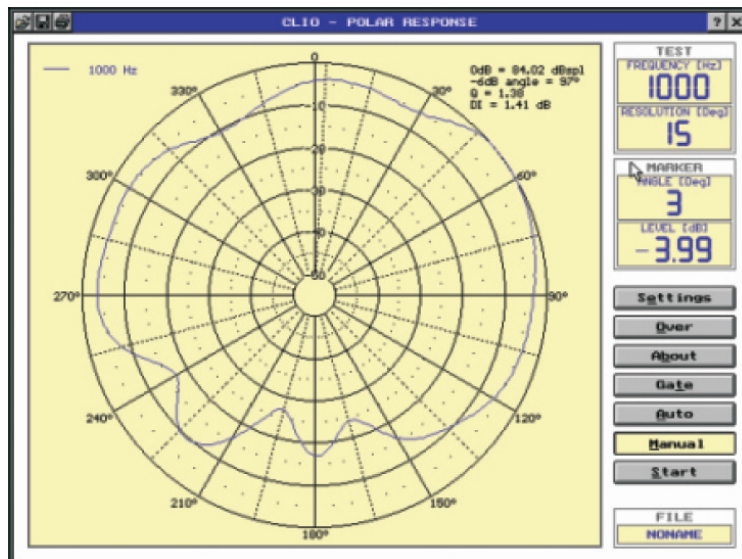 CLIO - POLAR RESPONSE
? X
1000 Hz
0dB = 84.02 dBspl
-6dB angle = 97°
Q = 1.38
DI = 1.41 dB
0
30°
60°
90°
120°
150°
180°
210°
240°
270°
300°
330°
-10
-20
-30
-40
-50
TEST
FREQUENCY [Hz]
1000
RESOLUTION [Deg]
15
MARKER
ANGLE [Deg]
3
LEVEL [dB]
-3.99
Settings
Over
About
Gate
Auto
Manual
Start
FILE
NONAME